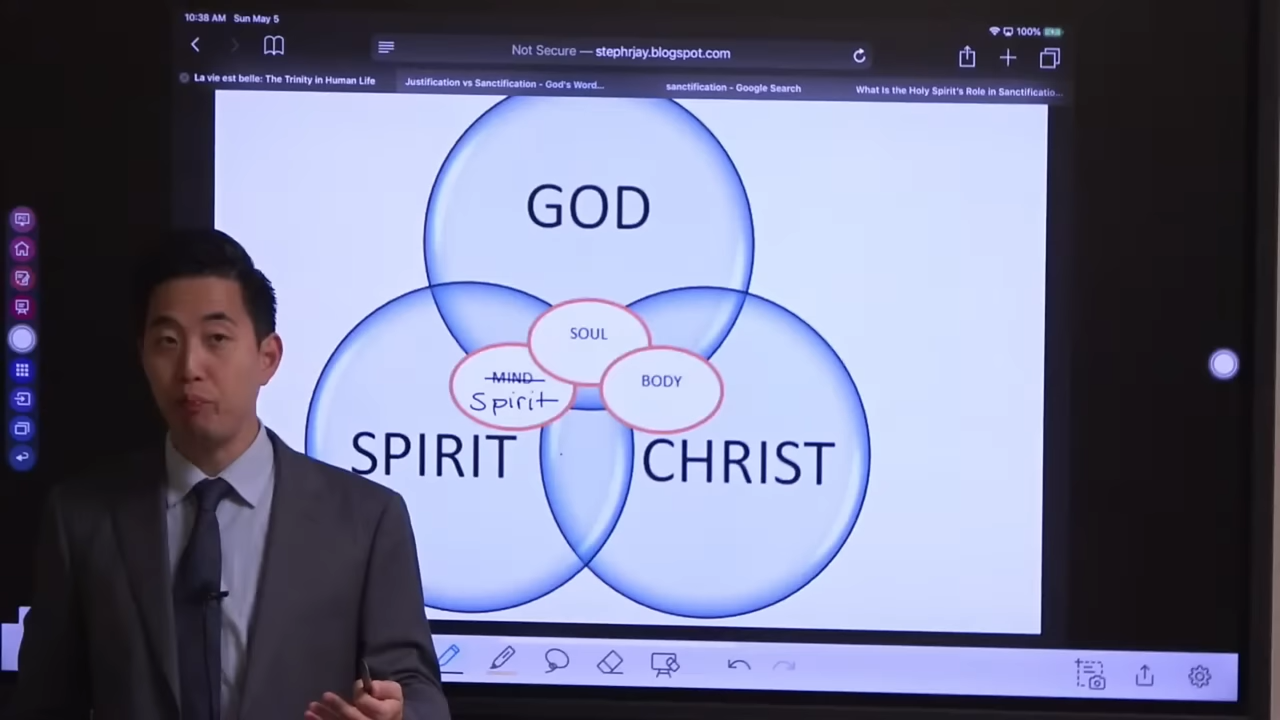 10:38 AM Sun May 5
100%
Not Secure — stephrjay.blogspot.com
La vie est belle: The Trinity in Human Life
Justification vs Sanctification - God's Word...
sanctification - Google Search
What Is the Holy Spirit's Role in Sanctificatio...
GOD
SOUL
MIND
Spirit
BODY
SPIRIT
CHRIST